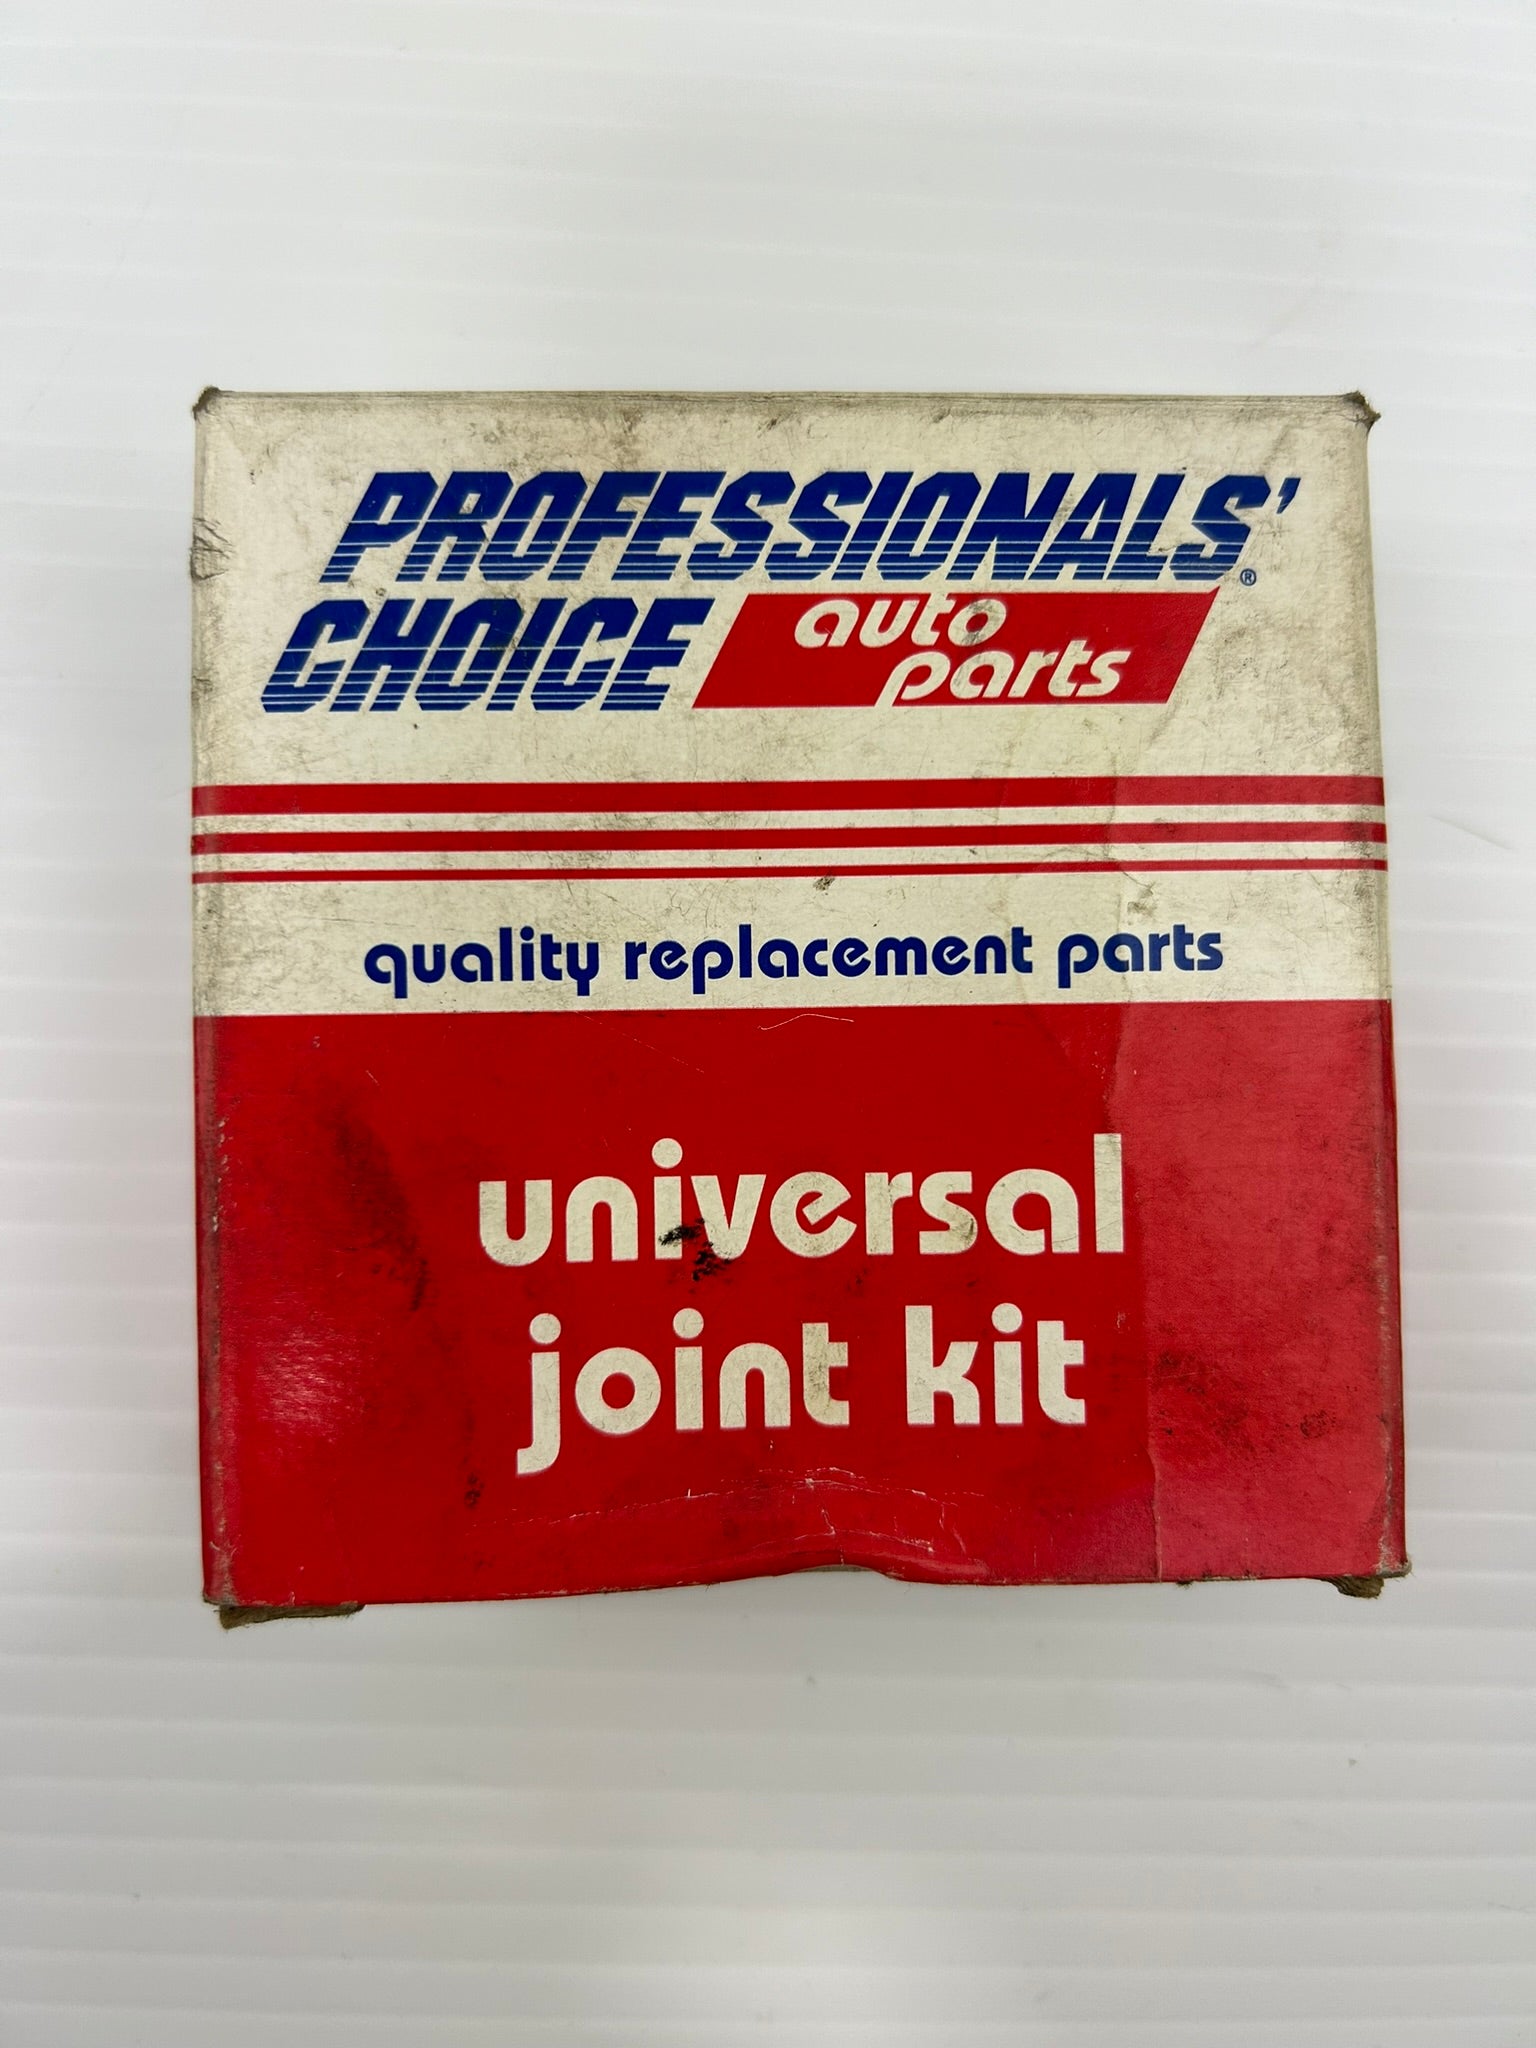 PROFESSIONALS'®
CHOICE auto
parts
quality replacement parts
universal
joint kit